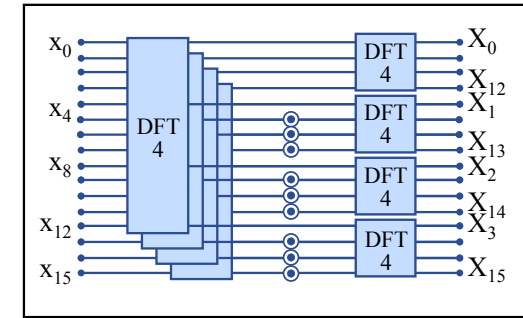 x₀
x₄
x₈
x₁₂
x₁₅
DFT
4
DFT
4
DFT
4
DFT
4
DFT
4
X₀
X₁₂
X₁
X₁₃
X₂
X₁₄
X₃
X₁₅